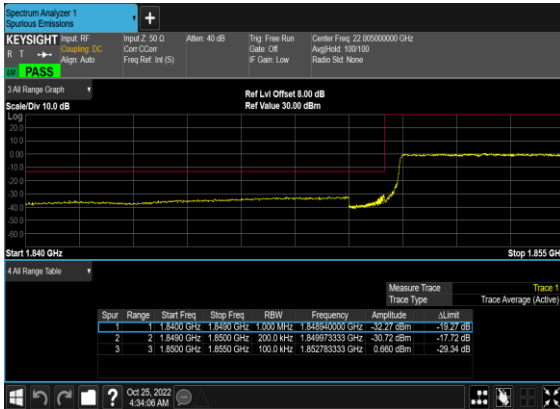 Spectrum Analyzer 1
Spurious Emissions
+
KEYSIGHT Input: RF Input Z: 50 Ω Atten: 40 dB Trig: Free Run Center Freq: 22.005000000 GHz
R T Coupling: DC Corr CCorr Gate: Off Avg|Hold: 100/100
Align: Auto Freq Ref: Int (S) IF Gain: Low Radio Std: None
PASS
3 All Range Graph
Ref Lvl Offset 8.00 dB
Scale/Div 10.0 dB Ref Value 30.00 dBm
Log
20.0
10.0
0.00
-10.0
-20.0
-30.0
-40.0
-50.0
-60.0
Start 1.840 GHz Stop 1.855 GH
4 All Range Table
Measure Trace Trace 1
Trace Type Trace Average (Active)
Spur Range Start Freq Stop Freq RBW Frequency Amplitude ΔLimit
1 1 1.8400 GHz 1.8490 GHz 1.000 MHz 1.848940000 GHz -32.27 dBm -19.27 dB
2 2 1.8490 GHz 1.8500 GHz 200.0 kHz 1.849973333 GHz -30.72 dBm -17.72 dB
3 3 1.8500 GHz 1.8550 GHz 100.0 kHz 1.852783333 GHz 0.660 dBm -29.34 dB
?
Oct 25, 2022
4:34:06 AM